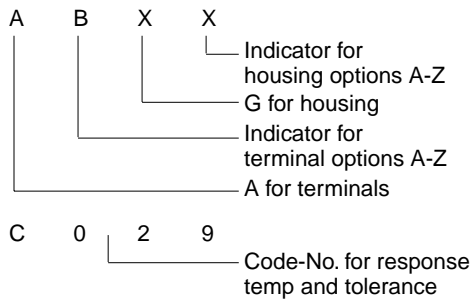 A B X X
Indicator for
housing options A-Z
G for housing
Indicator for
terminal options A-Z
A for terminals
C 0 2 9
Code-No. for response
temp and tolerance